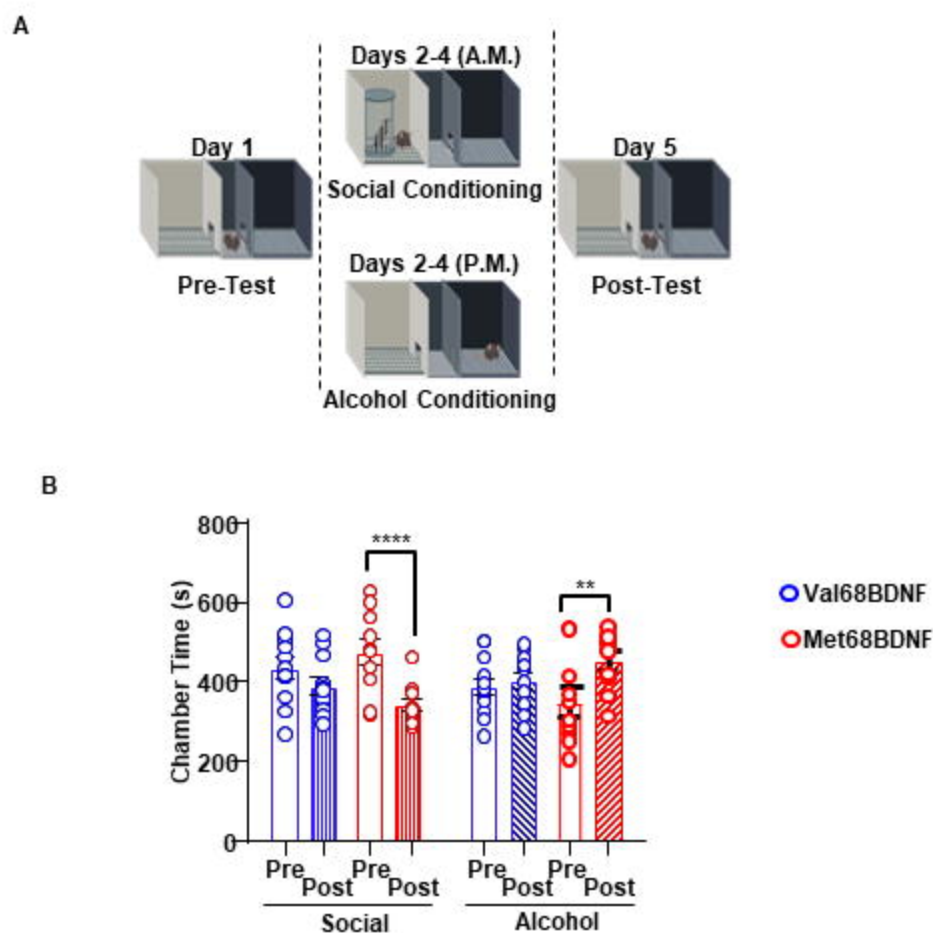 A
Days 2-4 (A.M.)
Day 1
Day 5
Social Conditioning
Days 2-4 (P.M.)
Pre-Test
Post-Test
Alcohol Conditioning
B
Chamber Time (s)
800
600
400
200
0
****
**
Val68BDNF
Met68BDNF
Pre
Post
Pre
Post
Pre
Post
Pre
Post
Social
Alcohol